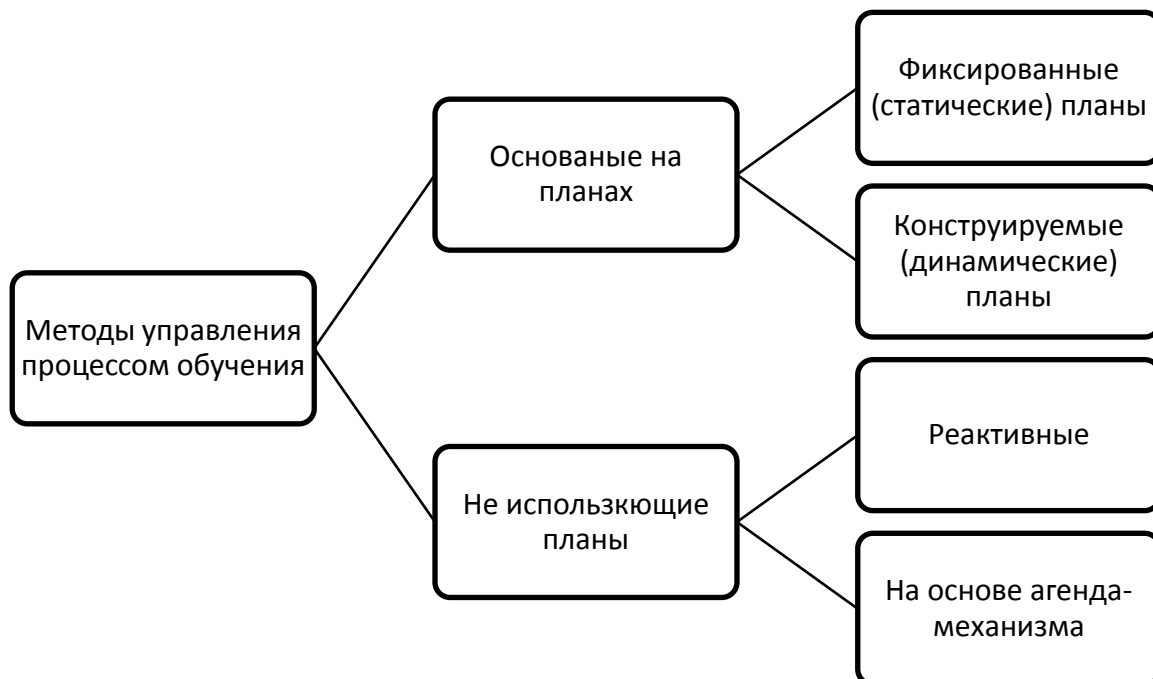 Методы управления
процессом обучения
Основаные на
планах
Не использкющие
планы
Фиксированные
(статические) планы
Конструируемые
(динамические)
планы
Реактивные
На основе агенда-
механизма